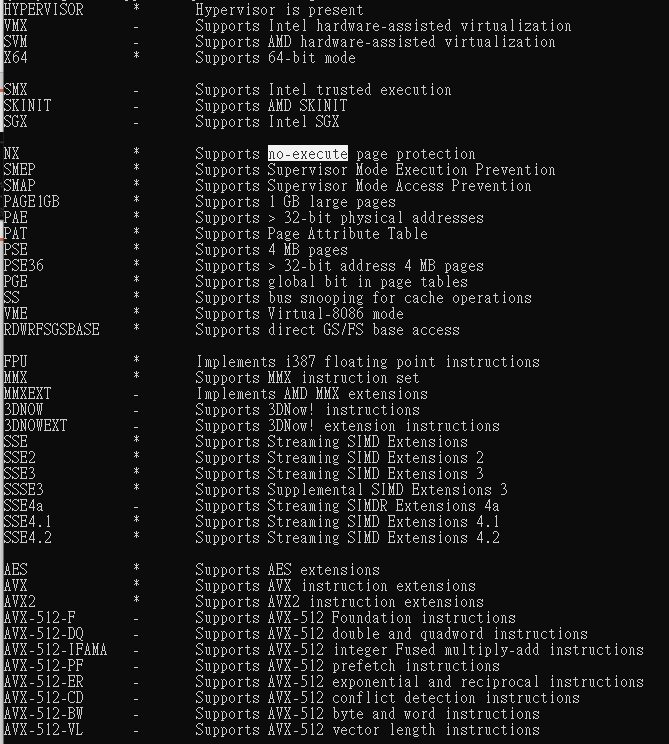 HYPERVISOR * Hypervisor is present
VMX - Supports Intel hardware-assisted virtualization
SVM - Supports AMD hardware-assisted virtualization
X64 * Supports 64-bit mode
SMX - Supports Intel trusted execution
SKINIT - Supports AMD SKINIT
SGX - Supports Intel SGX
NX * Supports no-execute page protection
SMEP * Supports Supervisor Mode Execution Prevention
SMAP * Supports Supervisor Mode Access Prevention
PAGE1GB * Supports 1 GB large pages
PAE * Supports > 32-bit physical addresses
PAT * Supports Page Attribute Table
PSE * Supports 4 MB pages
PSE36 * Supports > 32-bit address 4 MB pages
PGE * Supports global bit in page tables
SS * Supports bus snooping for cache operations
VME * Supports Virtual-8086 mode
RDWRFSGSBASE * Supports direct GS/FS base access
FPU * Implements i387 floating point instructions
MMX * Supports MMX instruction set
MMXEXT - Implements AMD MMX extensions
3DNOW - Supports 3DNow! instructions
3DNOWEXT - Supports 3DNow! extension instructions
SSE * Supports Streaming SIMD Extensions
SSE2 * Supports Streaming SIMD Extensions 2
SSE3 * Supports Streaming SIMD Extensions 3
SSSE3 * Supports Supplemental SIMD Extensions 3
SSE4a - Supports Streaming SIMDR Extensions 4a
SSE4.1 * Supports Streaming SIMD Extensions 4.1
SSE4.2 * Supports Streaming SIMD Extensions 4.2
AES * Supports AES extensions
AVX * Supports AVX instruction extensions
AVX2 * Supports AVX2 instruction extensions
AVX-512-F - Supports AVX-512 Foundation instructions
AVX-512-DQ - Supports AVX-512 double and quadword instructions
AVX-512-IFAMA - Supports AVX-512 integer Fused multiply-add instructions
AVX-512-PF - Supports AVX-512 prefetch instructions
AVX-512-ER - Supports AVX-512 exponential and reciprocal instructions
AVX-512-CD - Supports AVX-512 conflict detection instructions
AVX-512-BW - Supports AVX-512 byte and word instructions
AVX-512-VL - Supports AVX-512 vector length instructions